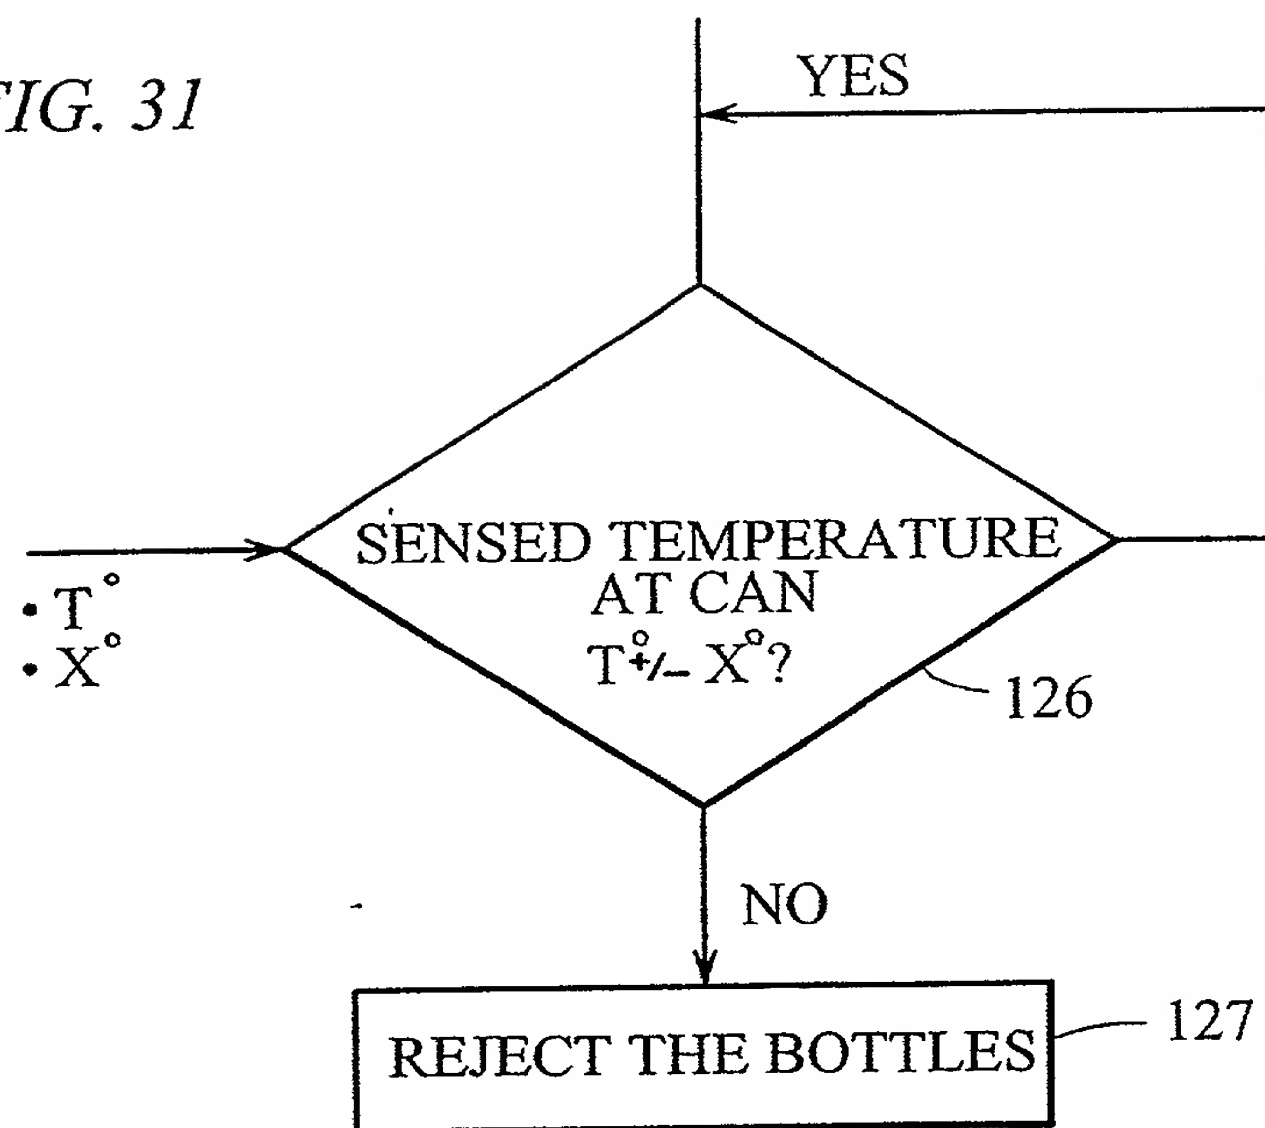 FIG. 31
YES
SENSED TEMPERATURE
AT CAN
T°+/- X°?
• T°
• X°
126
NO
REJECT THE BOTTLES
127